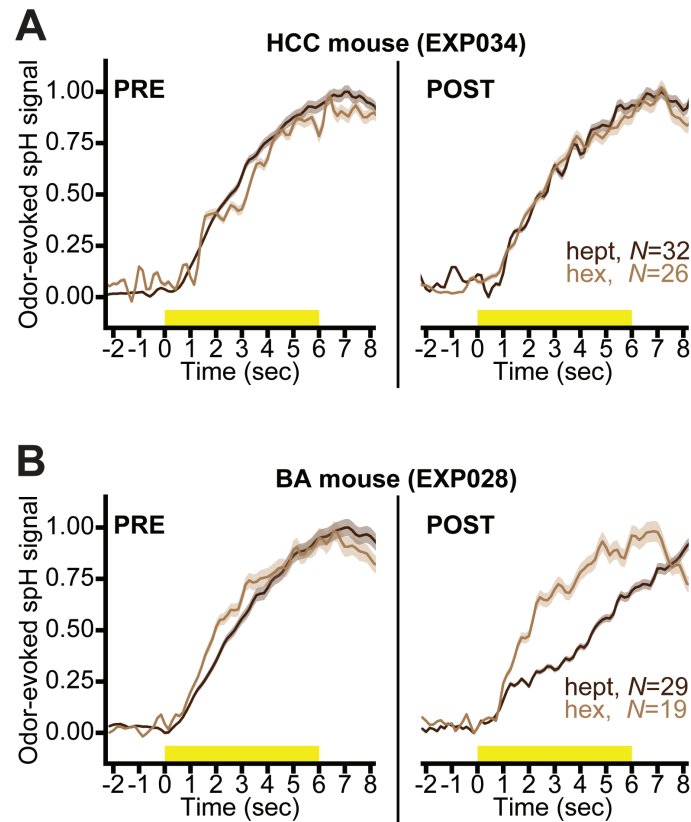 A
HCC mouse (EXP034)
PRE
POST
Odor-evoked spH signal
1.00
0.75
0.50
0.25
0.00
hept, N=32
hex, N=26
-2 -1 0 1 2 3 4 5 6 7 8
-2 -1 0 1 2 3 4 5 6 7 8
Time (sec)
Time (sec)
B
BA mouse (EXP028)
PRE
POST
Odor-evoked spH signal
1.00
0.75
0.50
0.25
0.00
hept, N=29
hex, N=19
-2 -1 0 1 2 3 4 5 6 7 8
-2 -1 0 1 2 3 4 5 6 7 8
Time (sec)
Time (sec)